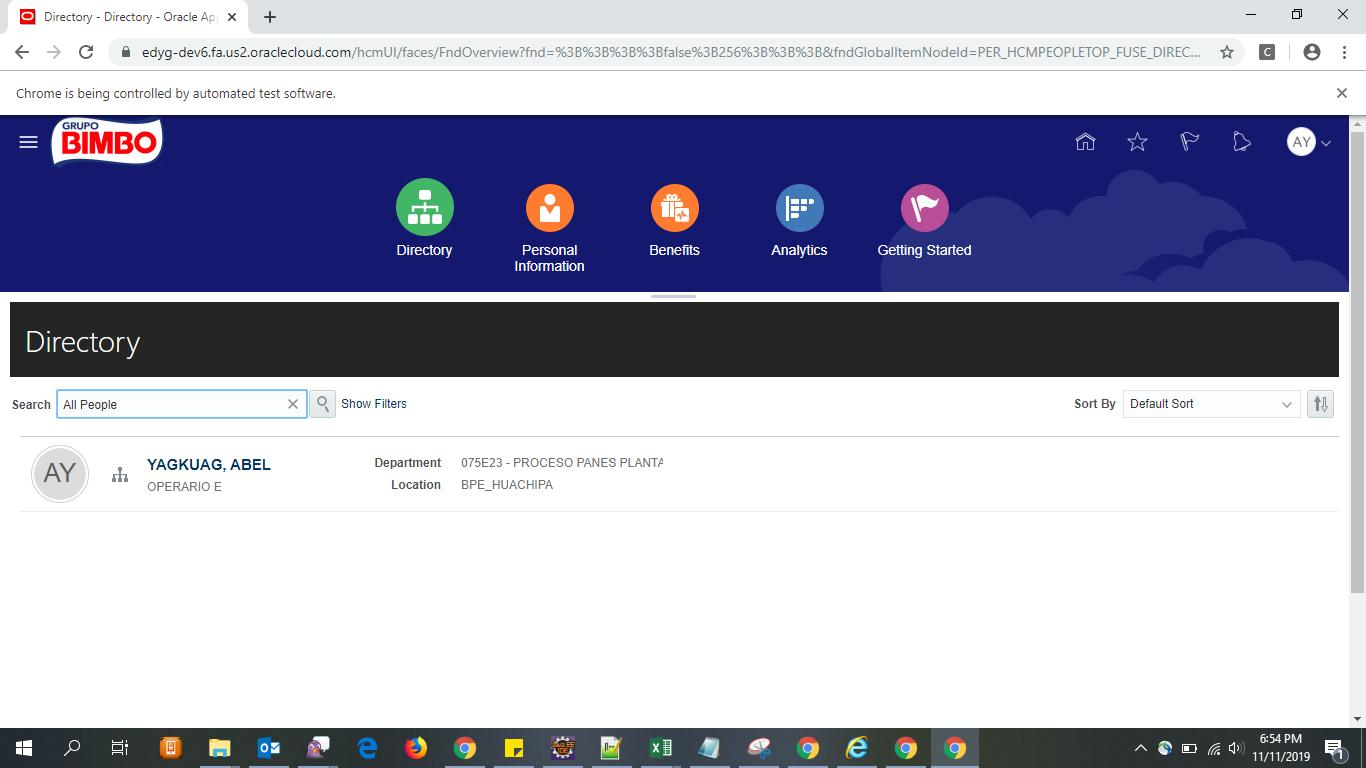 Directory - Directory - Oracle Ap
edyg-dev6.fa.us2.oraclecloud.com/hcmUI/faces/FndOverview?fnd=%3B%3B%3B%3Bfalse%3B256%3B%3B%3B&fndGlobalItemNodeId=PER_HCMPEOPLETOP_FUSE_DIREC...
C
Chrome is being controlled by automated test software.
GRUPO
BIMBO
AY
Directory
Personal
Information
Benefits
Analytics
Getting Started
Directory
Search
All People
Show Filters
Sort By
Default Sort
AY
YAGKUAG, ABEL
OPERARIO E
Department
075E23 - PROCESO PANES PLANTA
Location
BPE_HUACHIPA
6:54 PM
11/11/2019
1